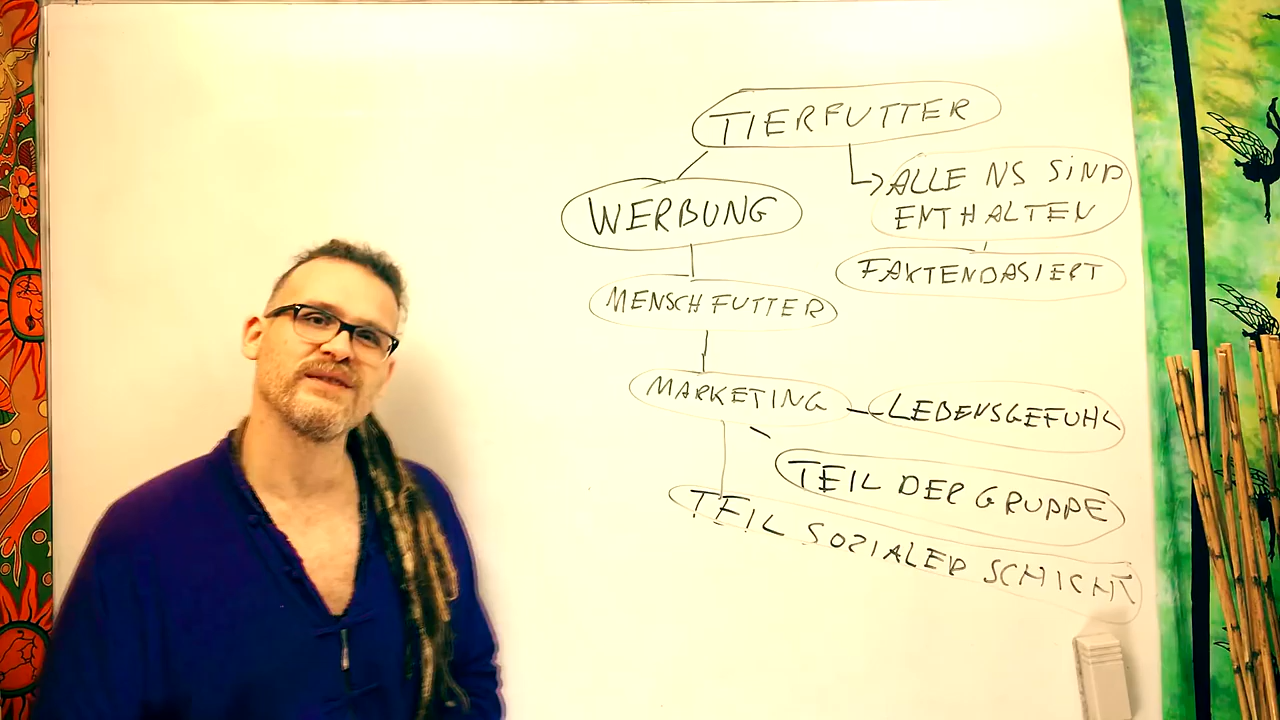 TIERFUTTER
ALLE NS SIND
ENTHALTEN
WERBUNG
FAKTENBASIERT
MENSCHFUTTER
MARKETING
LEBENSGEFÜHL
TEIL DER GRUPPE
TEIL SOZIALER SCHICHT